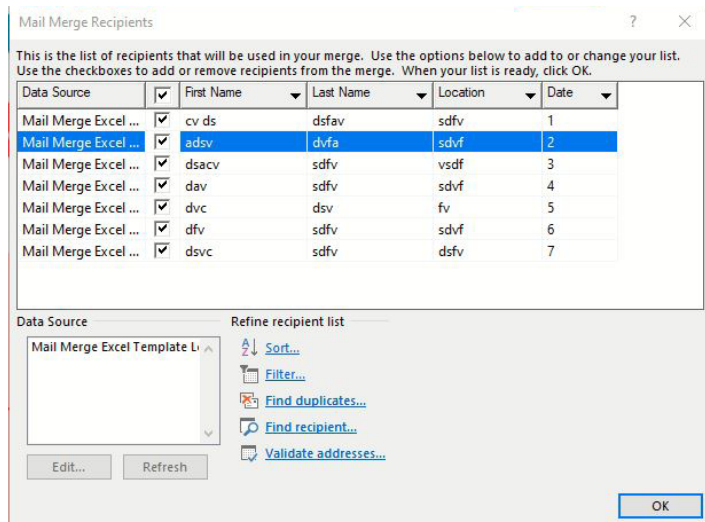 Mail Merge Recipients ? ×
This is the list of recipients that will be used in your merge. Use the options below to add to or change your list.
Use the checkboxes to add or remove recipients from the merge. When your list is ready, click OK.
Data Source First Name Last Name Location Date
Mail Merge Excel ... cv ds dsfav sdfv 1
Mail Merge Excel ... adsv dvfa sdvf 2
Mail Merge Excel ... dsacv sdfv vsdf 3
Mail Merge Excel ... dav sdfv sdvf 4
Mail Merge Excel ... dvc dsv fv 5
Mail Merge Excel ... dfv sdfv sdvf 6
Mail Merge Excel ... dsvc sdfv dsfv 7
Data Source Refine recipient list
Mail Merge Excel Template
Sort...
Filter...
Find duplicates...
Find recipient...
Validate addresses...
Edit... Refresh
OK